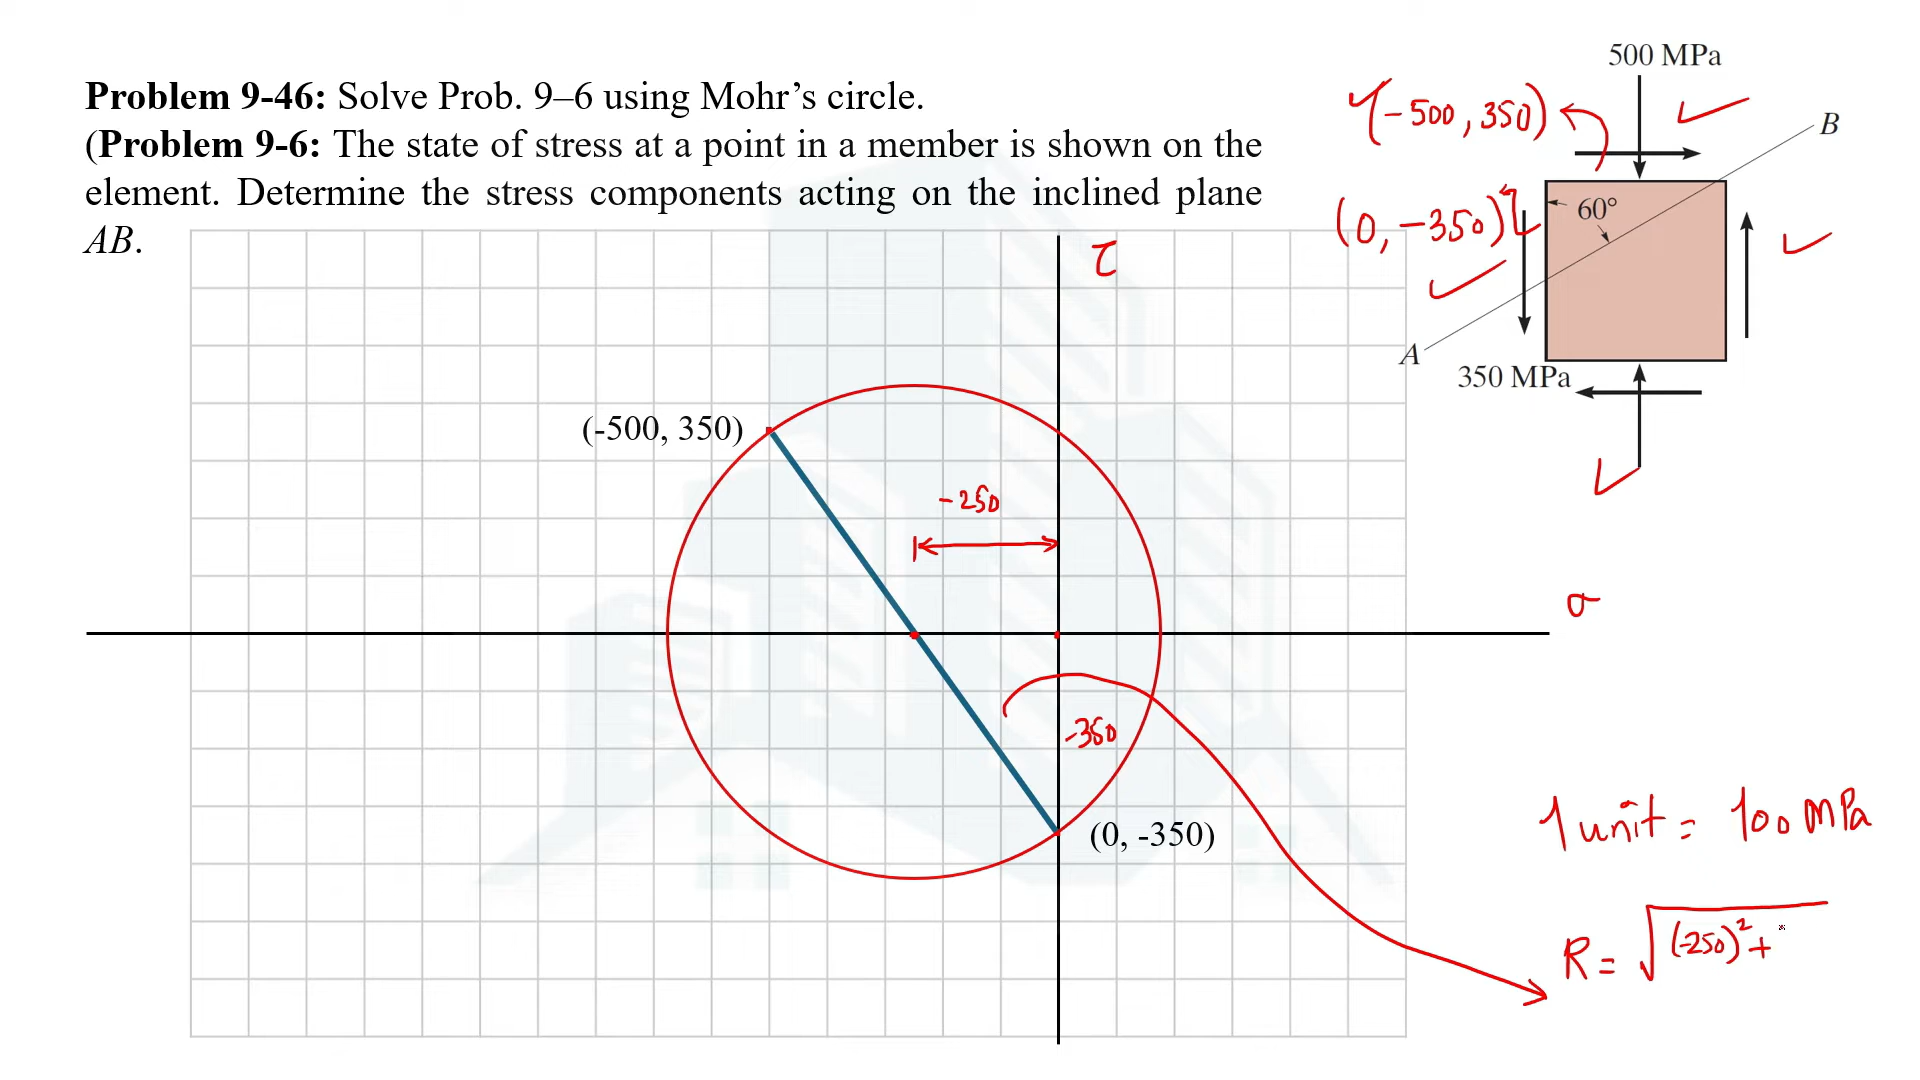 Problem 9-46: Solve Prob. 9–6 using Mohr’s circle.
(Problem 9-6: The state of stress at a point in a member is shown on the
element. Determine the stress components acting on the inclined plane
AB.
500 MPa
(-500, 350)
B
60°
(0, -350)
A
350 MPa
τ
(-500, 350)
-250
σ
-350
(0, -350)
1 unit = 100 MPa
R = √(-250)² +